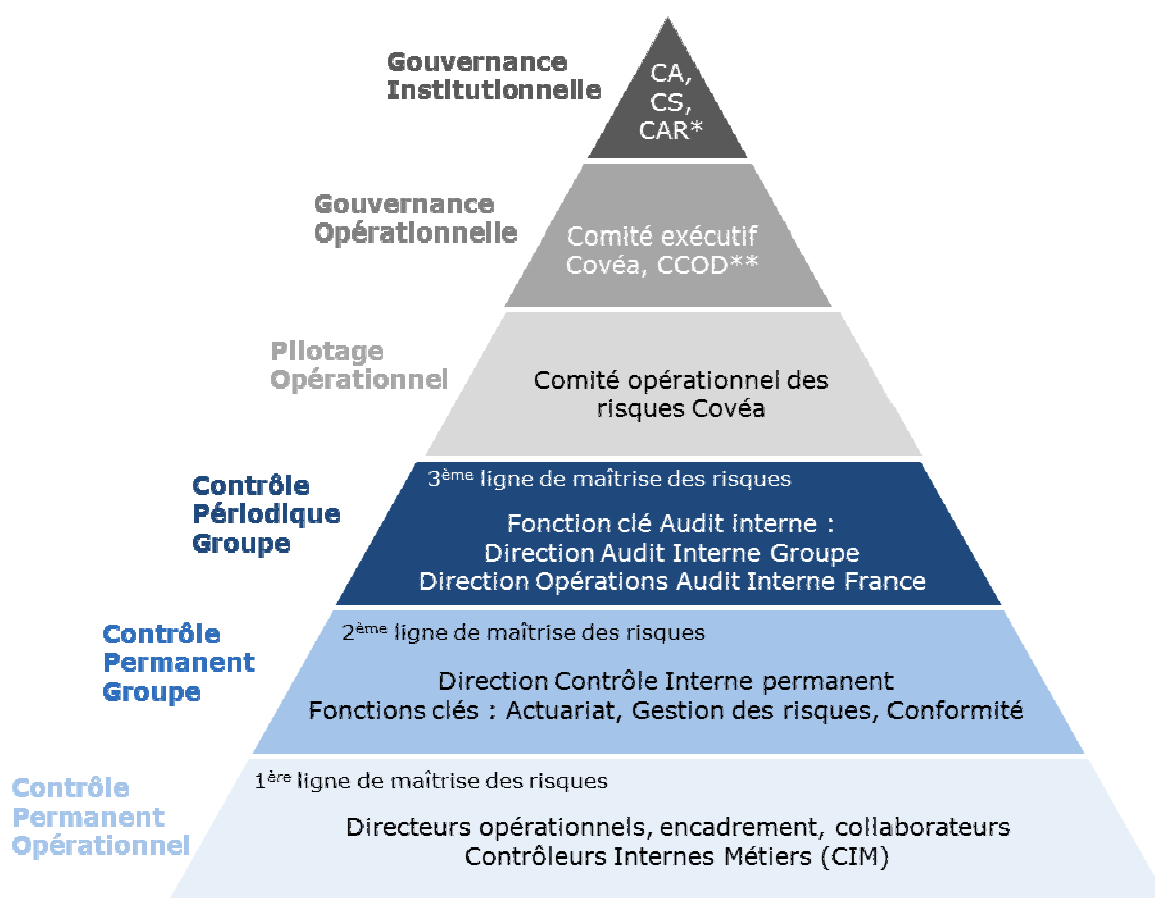 Gouvernance
Institutionnelle
CA,
CS,
CAR*
Gouvernance
Opérationnelle
Comité exécutif
Covéa, CCOD**
Pilotage
Opérationnel
Comité opérationnel des
risques Covéa
Contrôle
Périodique
Groupe
3ème ligne de maîtrise des risques
Fonction clé Audit interne :
Direction Audit Interne Groupe
Direction Opérations Audit Interne France
Contrôle
Permanent
Groupe
2ème ligne de maîtrise des risques
Direction Contrôle Interne permanent
Fonctions clés : Actuariat, Gestion des risques, Conformité
Contrôle
Permanent
Opérationnel
1ère ligne de maîtrise des risques
Directeurs opérationnels, encadrement, collaborateurs
Contrôleurs Internes Métiers (CIM)